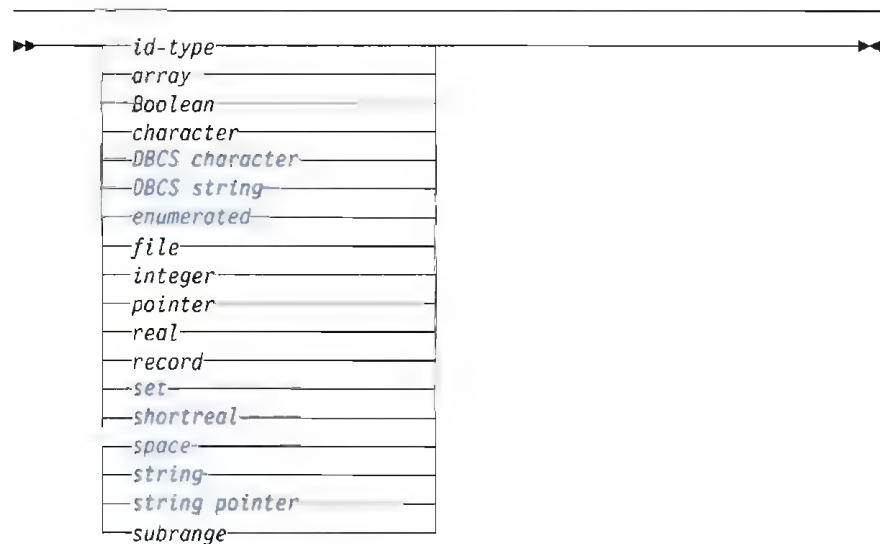 id-type
array
Boolean
character
DBCS character
DBCS string
enumerated
file
integer
pointer
real
record
set
shortreal
space
string
string pointer
subrange